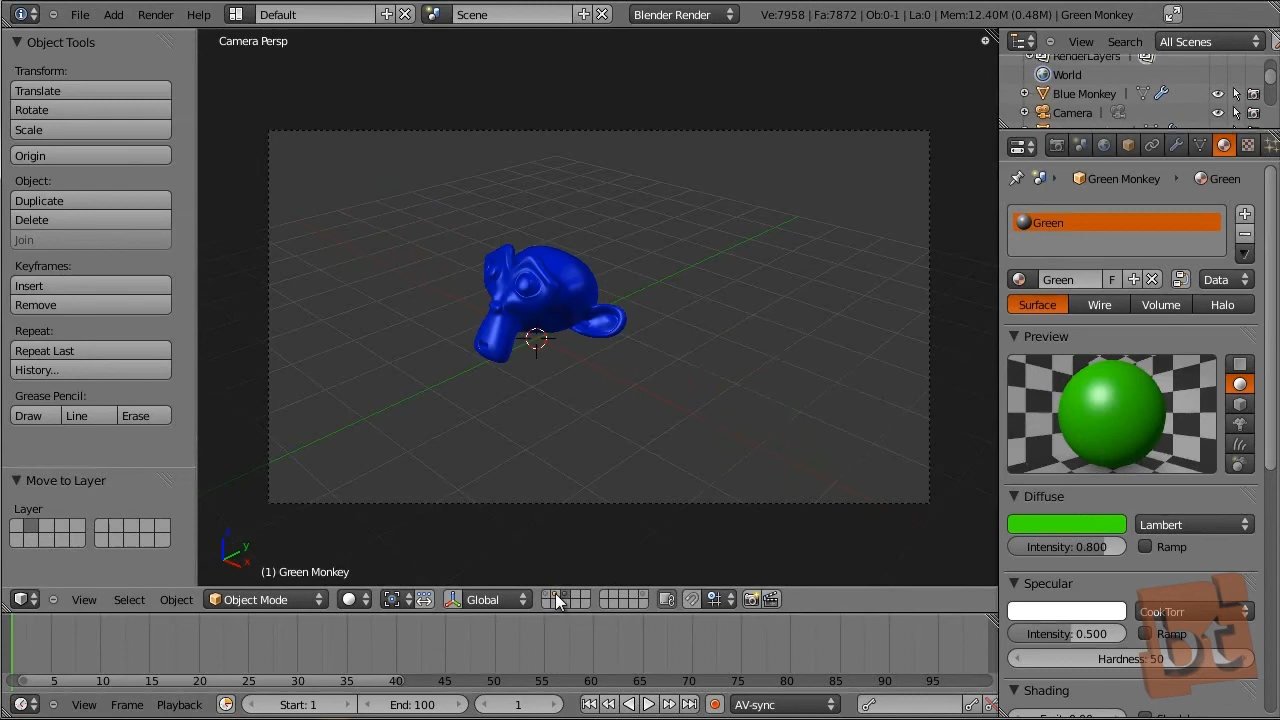 File Add Render Help Default Scene Blender Render Ve:7958 | Fa:7872 | Ob:0-1 | La:0 | Mem:12.40M (0.48M) | Green Monkey
Object Tools
Transform:
Translate
Rotate
Scale
Origin
Object:
Duplicate
Delete
Join
Keyframes:
Insert
Remove
Repeat:
Repeat Last
History...
Grease Pencil:
Draw Line Erase
Move to Layer
Layer
Camera Persp
z
y
x
(1) Green Monkey
View Select Object Object Mode Global
5 10 15 20 25 30 35 40 45 50 55 60 65 70 75 80 85 90 95
View Frame Playback Start: 1 End: 100 1 AV-sync
View Search All Scenes
RenderLayers |
World
Blue Monkey |
Camera |
Green Monkey Green
Green
Green F Data
Surface Wire Volume Halo
Preview
Diffuse
Lambert
Intensity: 0.800 Ramp
Specular
CookTorr
Intensity: 0.500 Ramp
Hardness: 50
bt
Shading